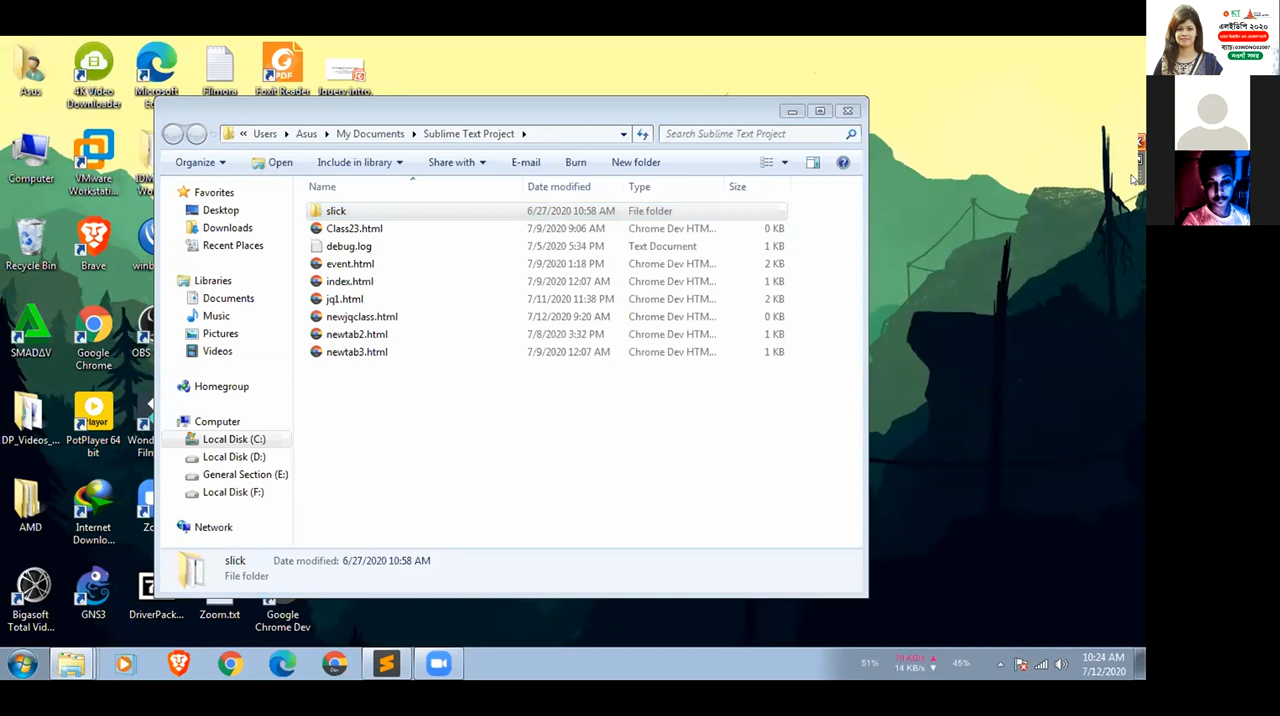 Asus
4K Video
Downloader
Microsoft
Filmora
Foxit Reader
Jquery intro.
Computer
VMware
Workstati...
Recycle Bin
Brave
SMADΔV
Google
Chrome
OBS
DP_Videos_...
PotPlayer 64
bit
AMD
Internet
Downlo...
Bigasoft
Total Vid...
GNS3
DriverPack...
Zoom.txt
Google
Chrome Dev
« Users Asus My Documents Sublime Text Project
Search Sublime Text Project
Organize Open Include in library Share with E-mail Burn New folder
Favorites
Desktop
Downloads
Recent Places
Libraries
Documents
Music
Pictures
Videos
Homegroup
Computer
Local Disk (C:)
Local Disk (D:)
General Section (E:)
Local Disk (F:)
Network
Name Date modified Type Size
slick 6/27/2020 10:58 AM File folder
Class23.html 7/9/2020 9:06 AM Chrome Dev HTM... 0 KB
debug.log 7/5/2020 5:34 PM Text Document 1 KB
event.html 7/9/2020 1:18 PM Chrome Dev HTM... 2 KB
index.html 7/9/2020 12:07 AM Chrome Dev HTM... 1 KB
jq1.html 7/11/2020 11:38 PM Chrome Dev HTM... 2 KB
newjqclass.html 7/12/2020 9:20 AM Chrome Dev HTM... 0 KB
newtab2.html 7/8/2020 3:32 PM Chrome Dev HTM... 1 KB
newtab3.html 7/9/2020 12:07 AM Chrome Dev HTM... 1 KB
slick Date modified: 6/27/2020 10:58 AM
File folder
51% 78 KB/s 45%
14 KB/s
10:24 AM
7/12/2020
এলইডিপি ২০২০
নওগাঁ সদর